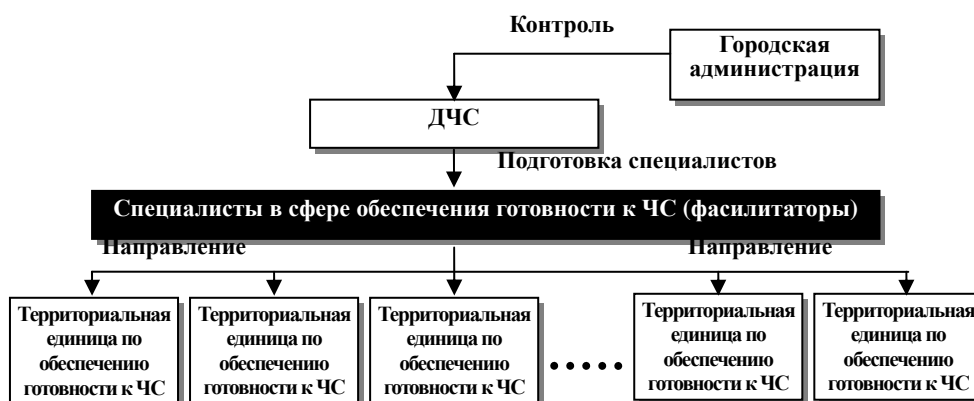 Контроль
Городская
администрация
ДЧС
Подготовка специалистов
Специалисты в сфере обеспечения готовности к ЧС (фасилитаторы)
Направление
Направление
Территориальная
единица по
обеспечению
готовности к ЧС
Территориальная
единица по
обеспечению
готовности к ЧС
Территориальная
единица по
обеспечению
готовности к ЧС
.....
Территориальная
единица по
обеспечению
готовности к ЧС
Территориальная
единица по
обеспечению
готовности к ЧС